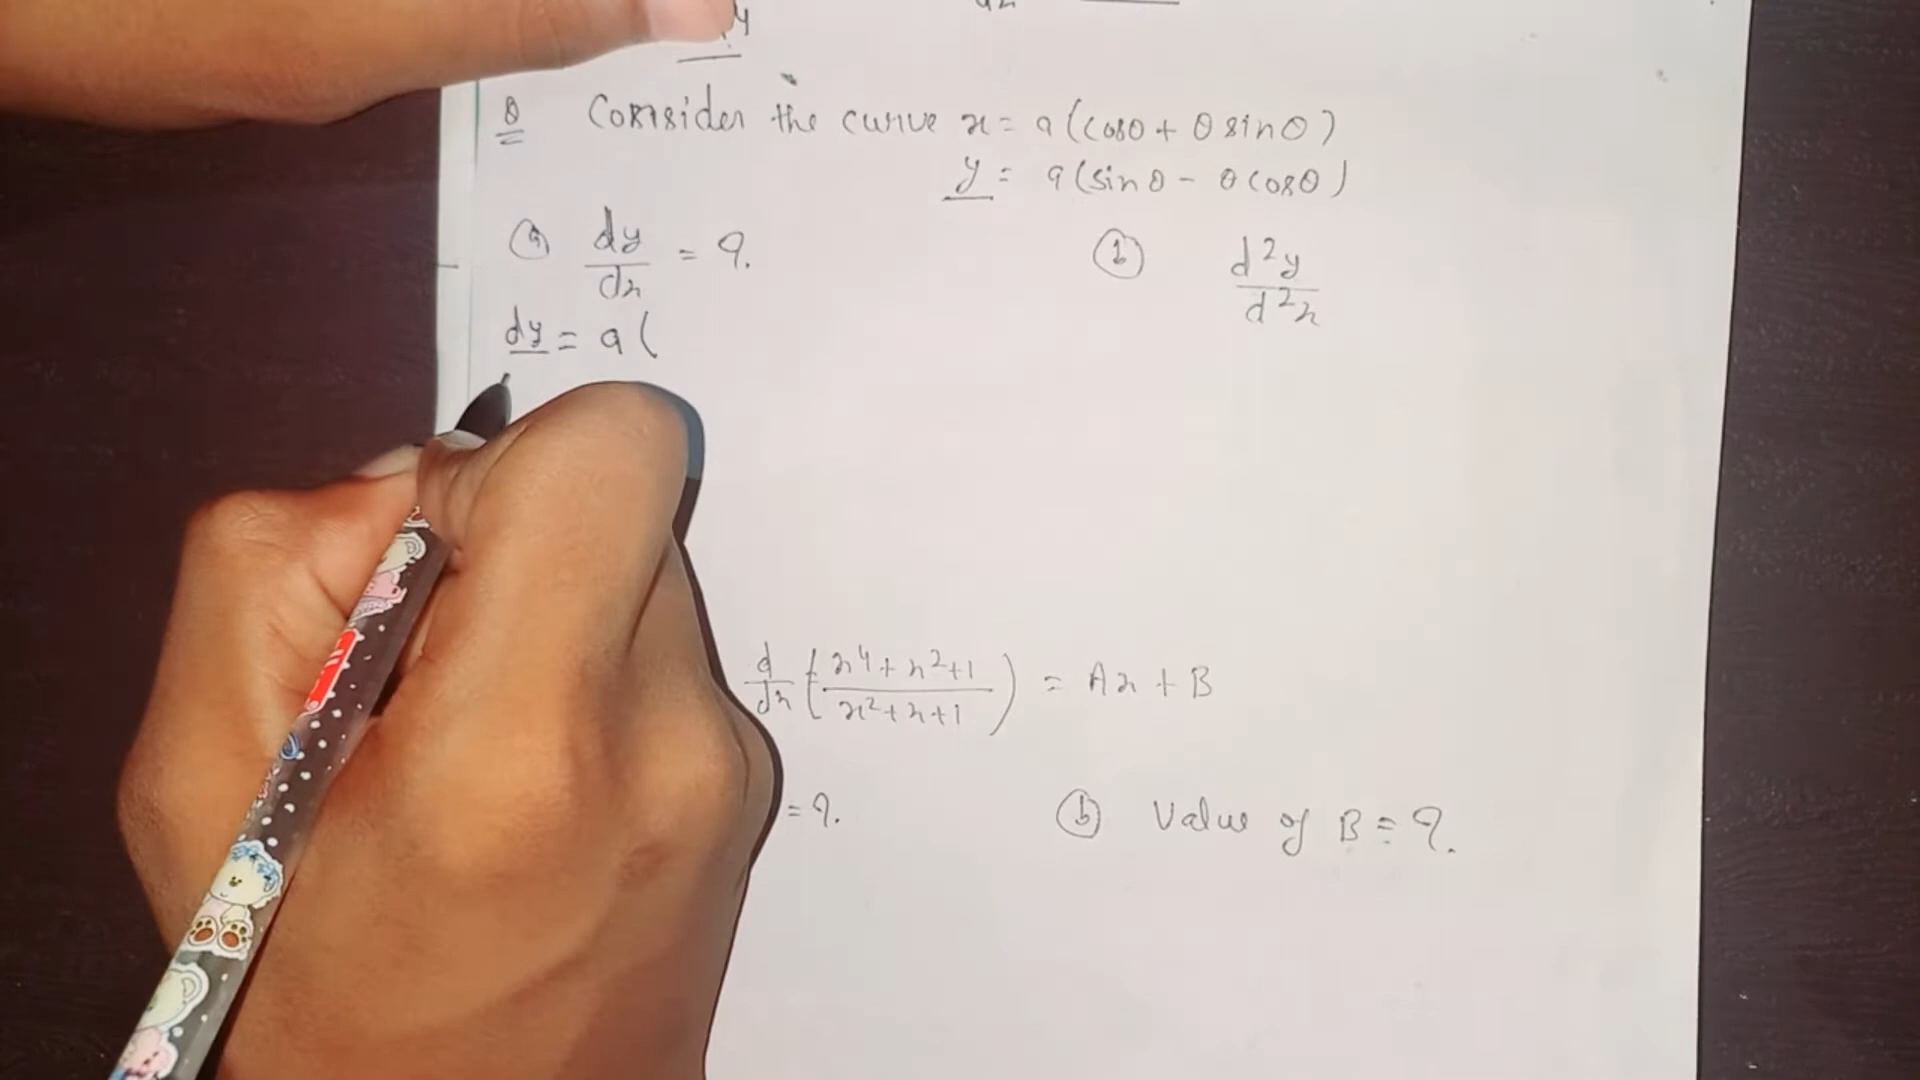 Q Consider the curve x = a(cosθ + θ sinθ)
y = a(sinθ - θ cosθ)
(a) dy/dx = ?
(b) d²y/d²x
dy = a(
d/dx (x⁴ + x² + 1 / x² + x + 1) = Ax + B
= ?.
(b) Value of B = ?.